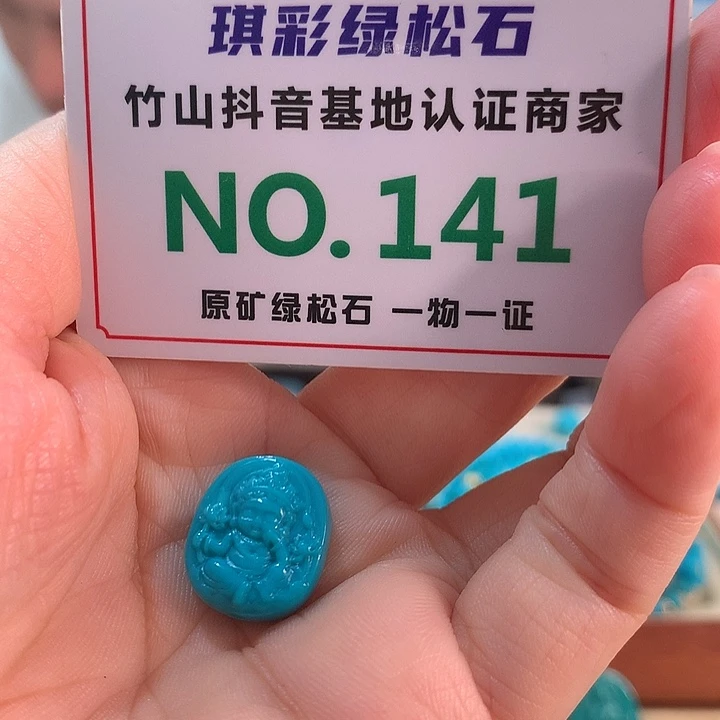 琪彩绿松石
竹山抖音基地认证商家
NO.141
原矿绿松石 一物一证